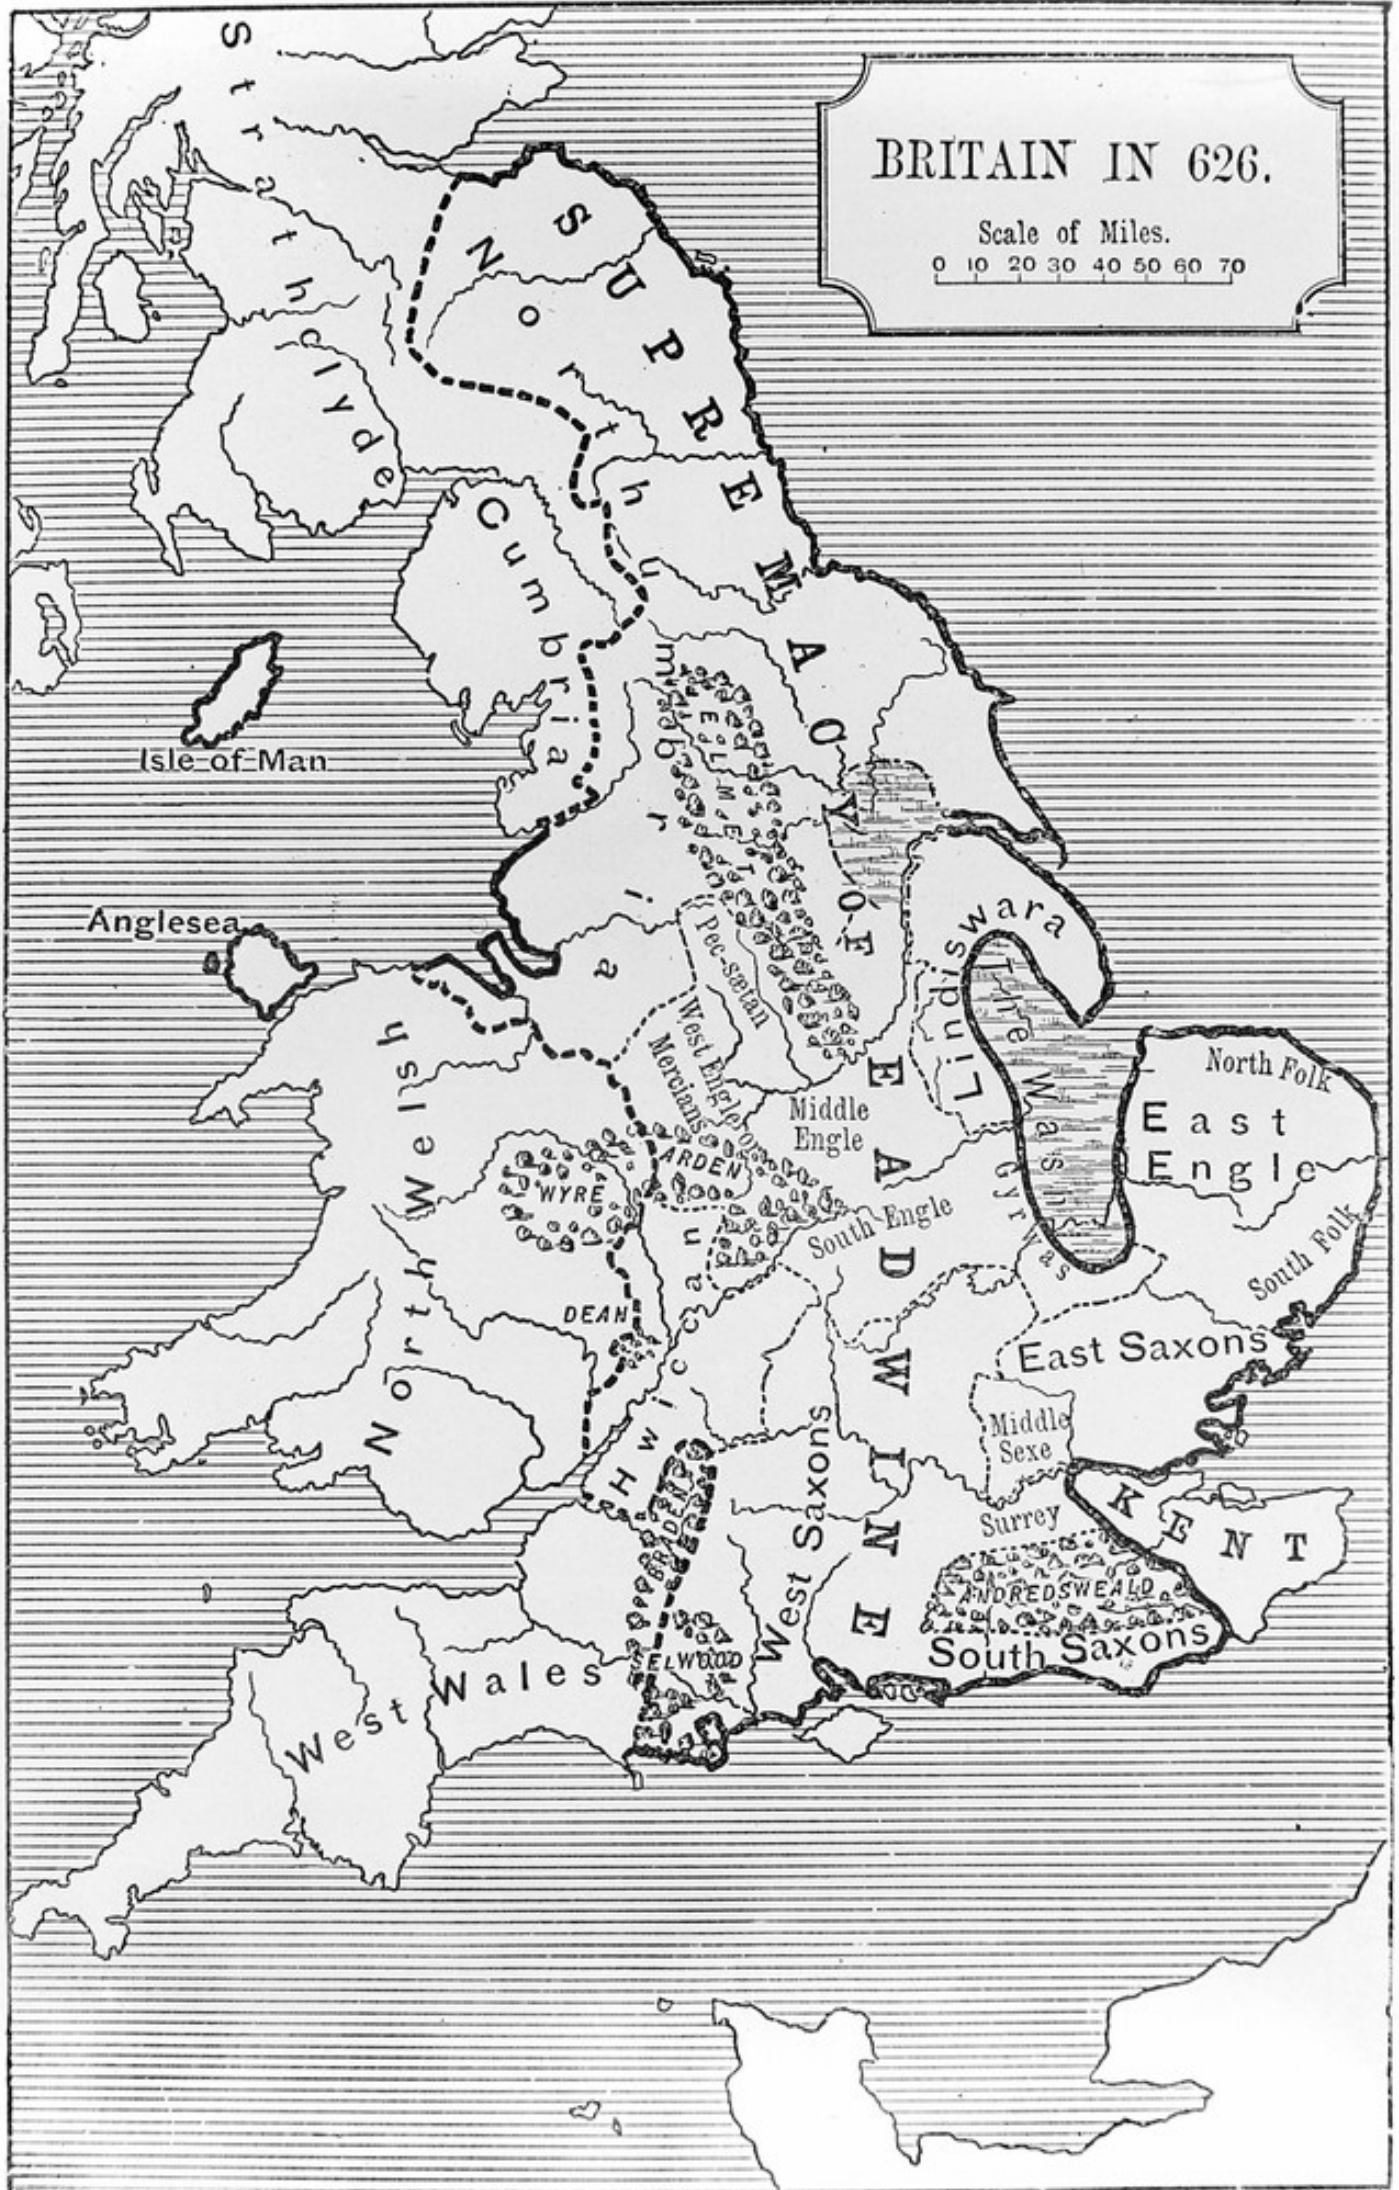 BRITAIN IN 626.
Scale of Miles.
0 10 20 30 40 50 60 70
Strathclyde
SUPREMACY OF EADWINE
Northumbria
Cumbria
Isle of Man
ELMET
Anglesea
Lindiswara
Pec-sætan
The Wash
West Engle or
Mercians
North Folk
East
Engle
Middle
Engle
North Welsh
ARDEN
WYRE
Gyrwas
South Engle
South Folk
DEAN
Hwiccan
East Saxons
Middle
Sexe
KENT
West Saxons
Surrey
BRADEN
ANDREDSWEALD
South Saxons
SELWOOD
West Wales